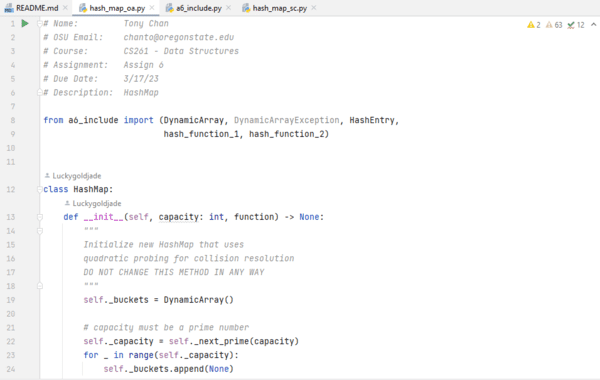 README.md hash_map_oa.py a6_include.py hash_map_sc.py
1 # Name: Tony Chan 2 63 12
2 # OSU Email: chanto@oregonstate.edu
3 # Course: CS261 - Data Structures
4 # Assignment: Assign 6
5 # Due Date: 3/17/23
6 # Description: HashMap
7
8 from a6_include import (DynamicArray, DynamicArrayException, HashEntry,
9 hash_function_1, hash_function_2)
10
11
Luckygoldjade
12 class HashMap:
Luckygoldjade
13 def __init__(self, capacity: int, function) -> None:
14 """
15 Initialize new HashMap that uses
16 quadratic probing for collision resolution
17 DO NOT CHANGE THIS METHOD IN ANY WAY
18 """
19 self._buckets = DynamicArray()
20
21 # capacity must be a prime number
22 self._capacity = self._next_prime(capacity)
23 for _ in range(self._capacity):
24 self._buckets.append(None)